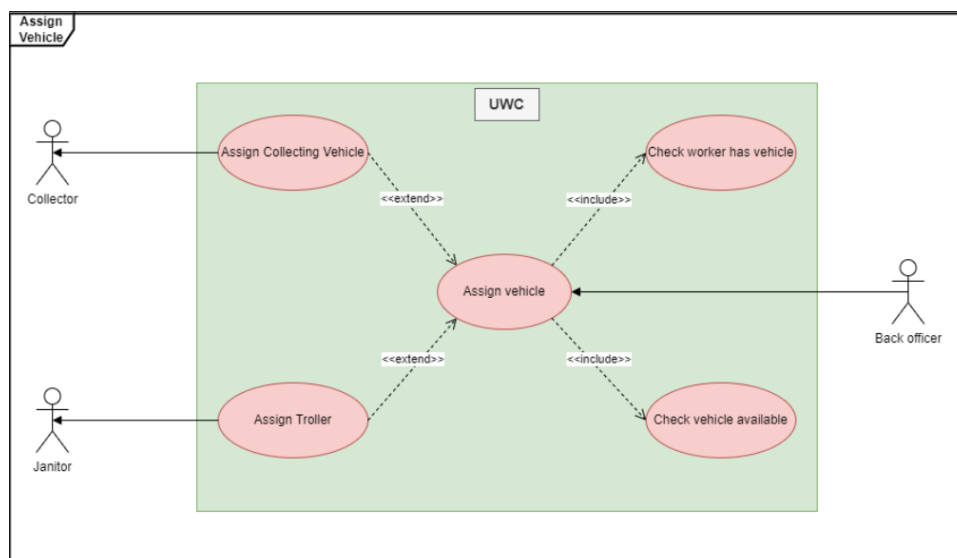 Assign
Vehicle
UWC
Assign Collecting Vehicle
Check worker has vehicle
Collector
<<extend>>
<<include>>
Assign vehicle
Back officer
<<extend>>
<<include>>
Assign Troller
Check vehicle available
Janitor